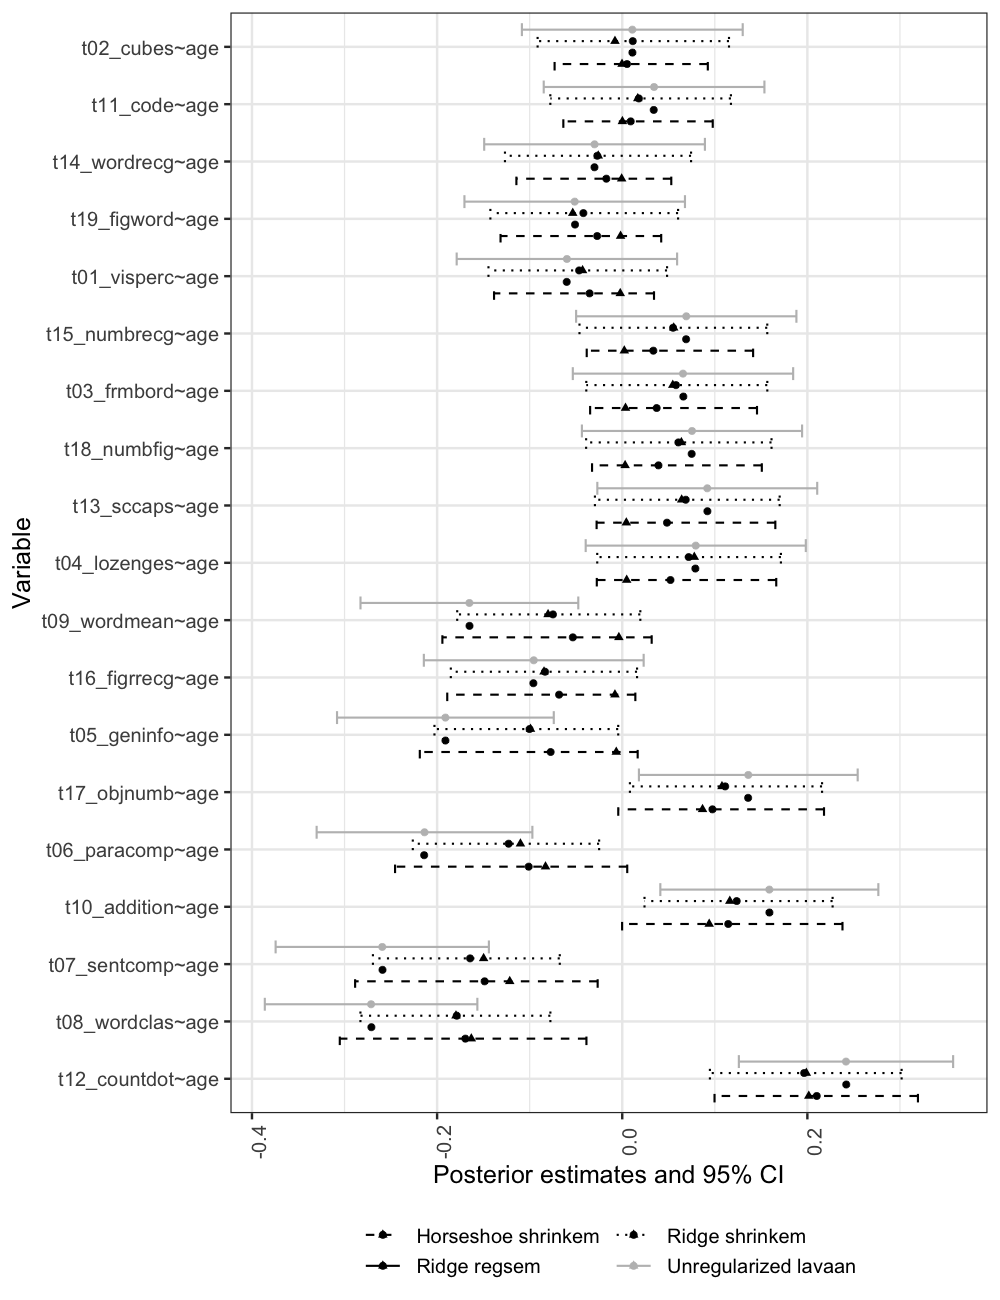 t02_cubes~age
t11_code~age
t14_wordrecg~age
t19_figword~age
t01_visperc~age
t15_numbrecg~age
t03_frmbord~age
t18_numbfig~age
t13_sccaps~age
t04_lozenges~age
t09_wordmean~age
t16_figrrecg~age
t05_geninfo~age
t17_objnumb~age
t06_paracomp~age
t10_addition~age
t07_sentcomp~age
t08_wordclas~age
t12_countdot~age
Variable
-0.4 -0.2 0.0 0.2
Posterior estimates and 95% CI
Horseshoe shrinkem Ridge shrinkem
Ridge regsem Unregularized lavaan